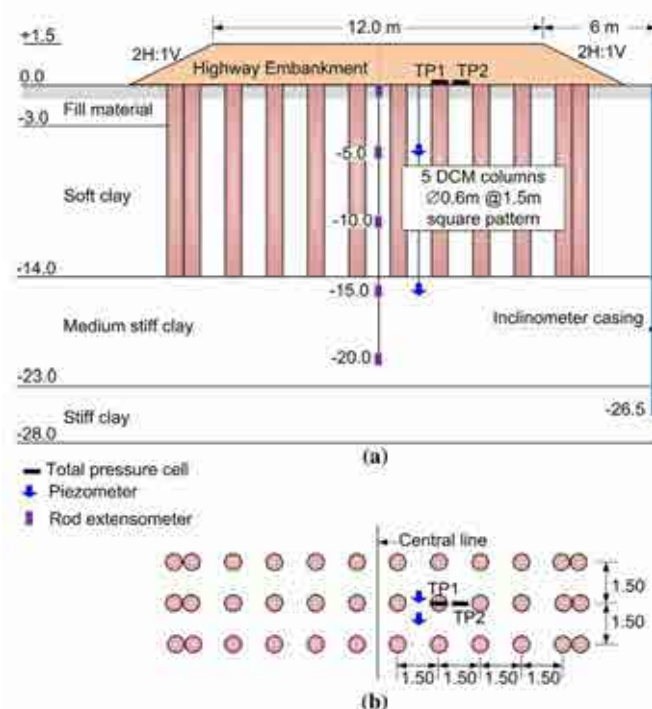 +1.5
12.0 m
6 m
2H:1V
2H:1V
Highway Embankment
TP1
TP2
0.0
Fill material
-3.0
-5.0
5 DCM columns
Ø0.6m @1.5m
square pattern
Soft clay
-10.0
-14.0
-15.0
Medium stiff clay
Inclinometer casing
-20.0
-23.0
-26.5
Stiff clay
-28.0
(a)
Total pressure cell
Piezometer
Rod extensometer
Central line
TP1
TP2
1.50
1.50
1.50
1.50
1.50
1.50
(b)